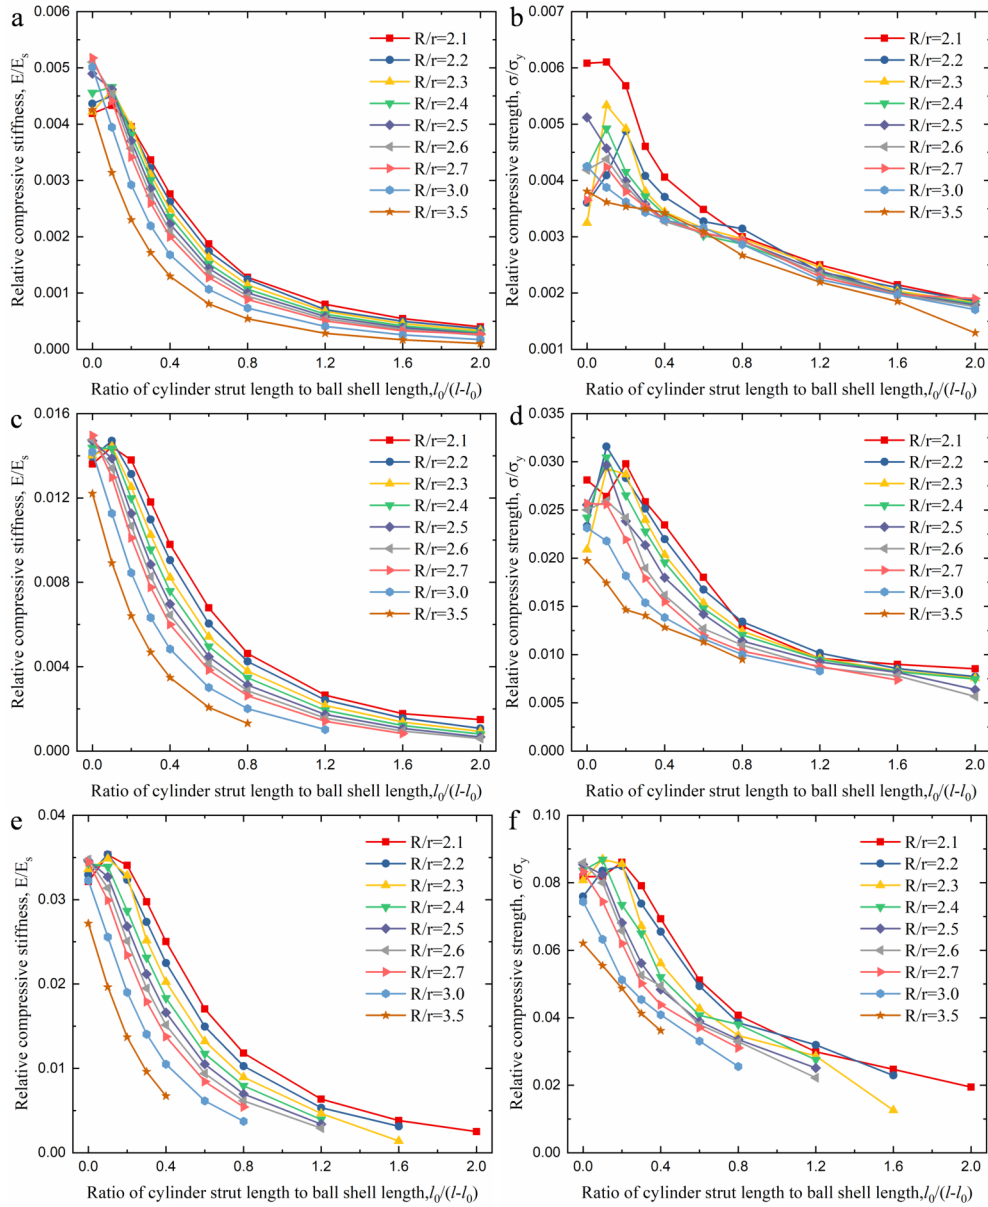 a
Relative compressive stiffness, E/Es
0.006
0.005
0.004
0.003
0.002
0.001
0.000
R/r=2.1
R/r=2.2
R/r=2.3
R/r=2.4
R/r=2.5
R/r=2.6
R/r=2.7
R/r=3.0
R/r=3.5
0.0 0.4 0.8 1.2 1.6 2.0
Ratio of cylinder strut length to ball shell length,l0/(l-l0)
b
Relative compressive strength, σ/σy
0.007
0.006
0.005
0.004
0.003
0.002
0.001
R/r=2.1
R/r=2.2
R/r=2.3
R/r=2.4
R/r=2.5
R/r=2.6
R/r=2.7
R/r=3.0
R/r=3.5
0.0 0.4 0.8 1.2 1.6 2.0
Ratio of cylinder strut length to ball shell length,l0/(l-l0)
c
Relative compressive stiffness, E/Es
0.016
0.012
0.008
0.004
0.000
R/r=2.1
R/r=2.2
R/r=2.3
R/r=2.4
R/r=2.5
R/r=2.6
R/r=2.7
R/r=3.0
R/r=3.5
0.0 0.4 0.8 1.2 1.6 2.0
Ratio of cylinder strut length to ball shell length,l0/(l-l0)
d
Relative compressive strength, σ/σy
0.035
0.030
0.025
0.020
0.015
0.010
0.005
0.000
R/r=2.1
R/r=2.2
R/r=2.3
R/r=2.4
R/r=2.5
R/r=2.6
R/r=2.7
R/r=3.0
R/r=3.5
0.0 0.4 0.8 1.2 1.6 2.0
Ratio of cylinder strut length to ball shell length,l0/(l-l0)
e
Relative compressive stiffness, E/Es
0.04
0.03
0.02
0.01
0.00
R/r=2.1
R/r=2.2
R/r=2.3
R/r=2.4
R/r=2.5
R/r=2.6
R/r=2.7
R/r=3.0
R/r=3.5
0.0 0.4 0.8 1.2 1.6 2.0
Ratio of cylinder strut length to ball shell length,l0/(l-l0)
f
Relative compressive strength, σ/σy
0.10
0.08
0.06
0.04
0.02
0.00
R/r=2.1
R/r=2.2
R/r=2.3
R/r=2.4
R/r=2.5
R/r=2.6
R/r=2.7
R/r=3.0
R/r=3.5
0.0 0.4 0.8 1.2 1.6 2.0
Ratio of cylinder strut length to ball shell length,l0/(l-l0)